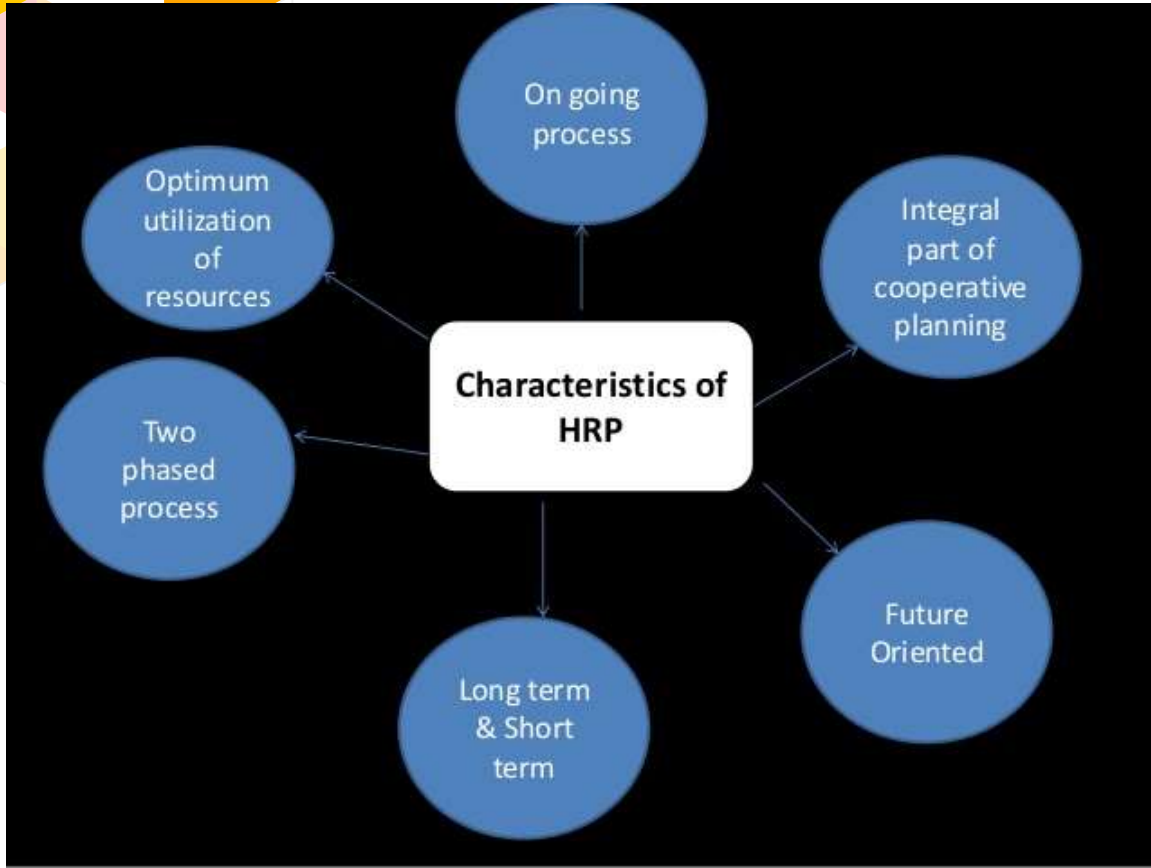 On going
process
Optimum
utilization
of
resources
Integral
part of
cooperative
planning
Characteristics of
HRP
Two
phased
process
Future
Oriented
Long term
& Short
term